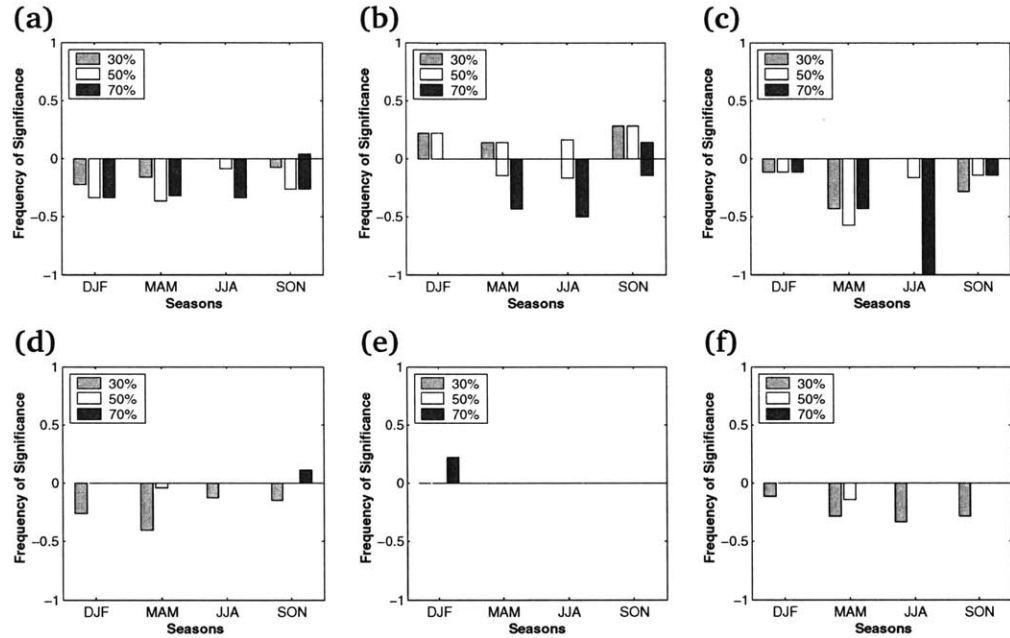 (a)
1
30%
50%
70%
0.5
0
−0.5
−1
Frequency of Significance
DJF MAM JJA SON
Seasons
(b)
1
30%
50%
70%
0.5
0
−0.5
−1
Frequency of Significance
DJF MAM JJA SON
Seasons
(c)
1
30%
50%
70%
0.5
0
−0.5
−1
Frequency of Significance
DJF MAM JJA SON
Seasons
(d)
1
30%
50%
70%
0.5
0
−0.5
−1
Frequency of Significance
DJF MAM JJA SON
Seasons
(e)
1
30%
50%
70%
0.5
0
−0.5
−1
Frequency of Significance
DJF MAM JJA SON
Seasons
(f)
1
30%
50%
70%
0.5
0
−0.5
−1
Frequency of Significance
DJF MAM JJA SON
Seasons